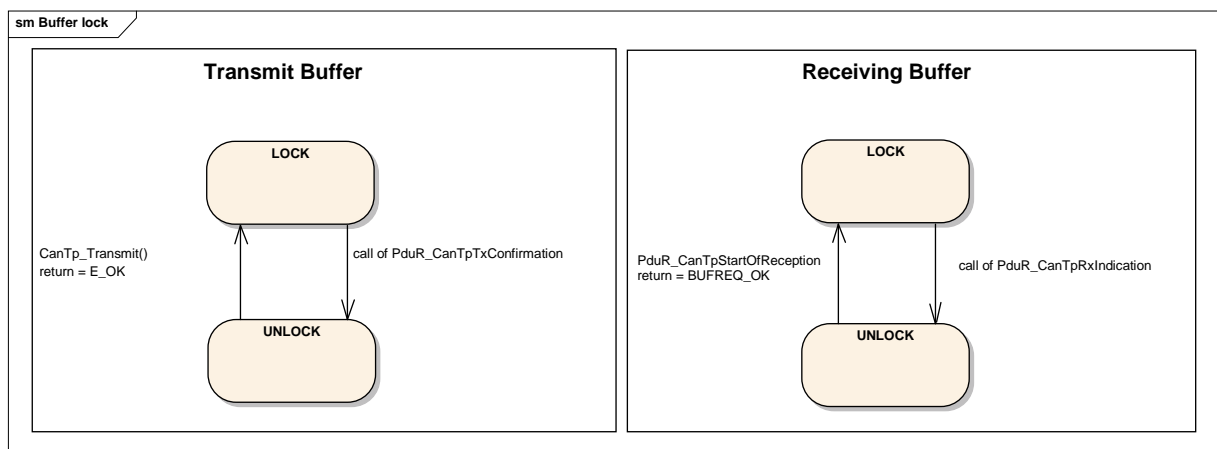 sm Buffer lock
Transmit Buffer
LOCK
CanTp_Transmit()
return = E_OK
call of PduR_CanTpTxConfirmation
UNLOCK
Receiving Buffer
LOCK
PduR_CanTpStartOfReception
return = BUFREQ_OK
call of PduR_CanTpRxIndication
UNLOCK